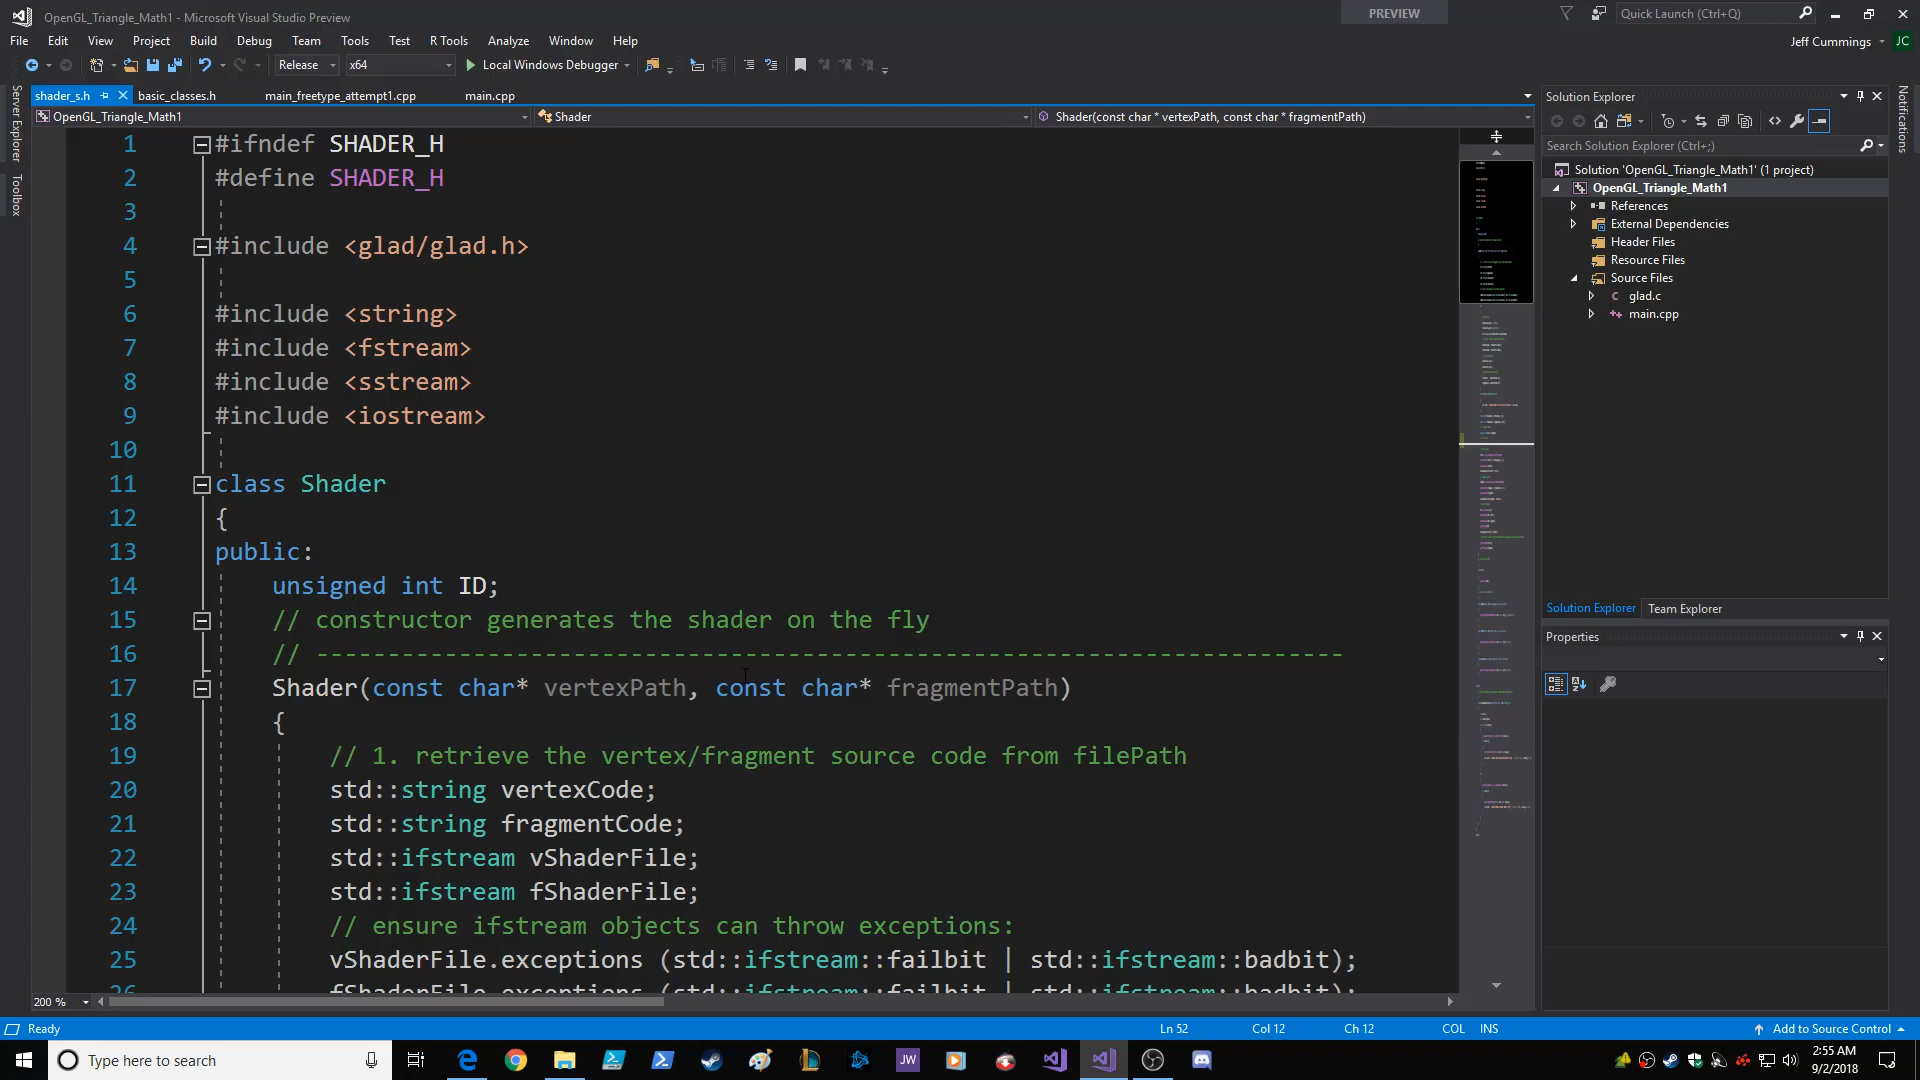 OpenGL_Triangle_Math1 - Microsoft Visual Studio Preview
PREVIEW
Quick Launch (Ctrl+Q)
File Edit View Project Build Debug Team Tools Test R Tools Analyze Window Help
Jeff Cummings JC
Release x64 Local Windows Debugger
Server Explorer
Toolbox
shader_s.h basic_classes.h main_freetype_attempt1.cpp main.cpp
OpenGL_Triangle_Math1 Shader Shader(const char * vertexPath, const char * fragmentPath)
1 #ifndef SHADER_H
2 #define SHADER_H
3
4 #include <glad/glad.h>
5
6 #include <string>
7 #include <fstream>
8 #include <sstream>
9 #include <iostream>
10
11 class Shader
12 {
13 public:
14 unsigned int ID;
15 // constructor generates the shader on the fly
16 // ------------------------------------------------------------------------
17 Shader(const char* vertexPath, const char* fragmentPath)
18 {
19 // 1. retrieve the vertex/fragment source code from filePath
20 std::string vertexCode;
21 std::string fragmentCode;
22 std::ifstream vShaderFile;
23 std::ifstream fShaderFile;
24 // ensure ifstream objects can throw exceptions:
25 vShaderFile.exceptions (std::ifstream::failbit | std::ifstream::badbit);
26 fShaderFile.exceptions (std::ifstream::failbit | std::ifstream::badbit);
200 %
Solution Explorer
Search Solution Explorer (Ctrl+;)
Solution 'OpenGL_Triangle_Math1' (1 project)
OpenGL_Triangle_Math1
References
External Dependencies
Header Files
Resource Files
Source Files
C glad.c
++ main.cpp
Solution Explorer Team Explorer
Properties
Notifications
Ready Ln 52 Col 12 Ch 12 COL INS Add to Source Control
Type here to search
JW
2:55 AM
9/2/2018